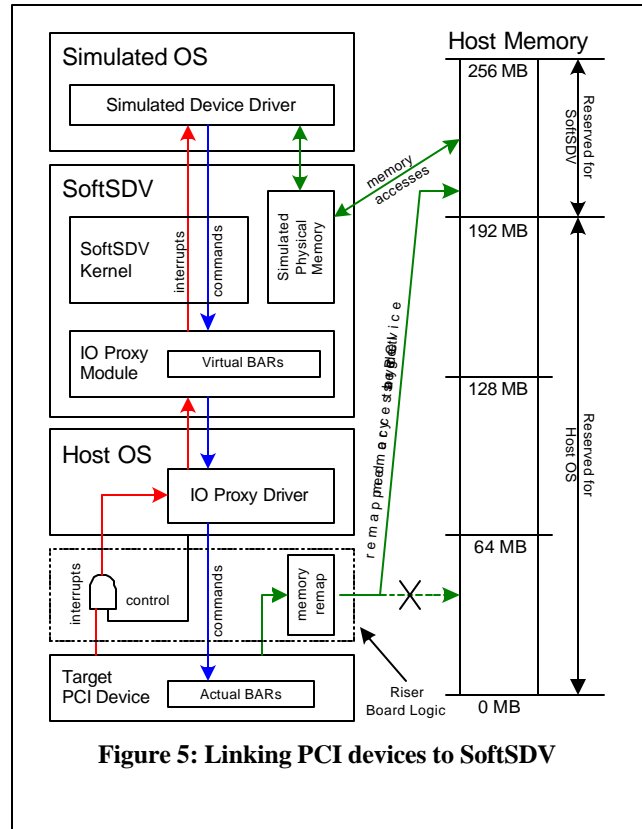 Simulated OS
Simulated Device Driver
SoftSDV
SoftSDV
Kernel
interrupts
commands
Simulated
Physical
Memory
IO Proxy
Module
Virtual BARs
Host OS
IO Proxy Driver
interrupts
control
commands
memory
remap
Target
PCI Device
Actual BARs
Riser
Board Logic
memory
accesses
Host Memory
256 MB
192 MB
128 MB
64 MB
0 MB
Reserved for
SoftSDV
Reserved for
Host OS
Figure 5: Linking PCI devices to SoftSDV